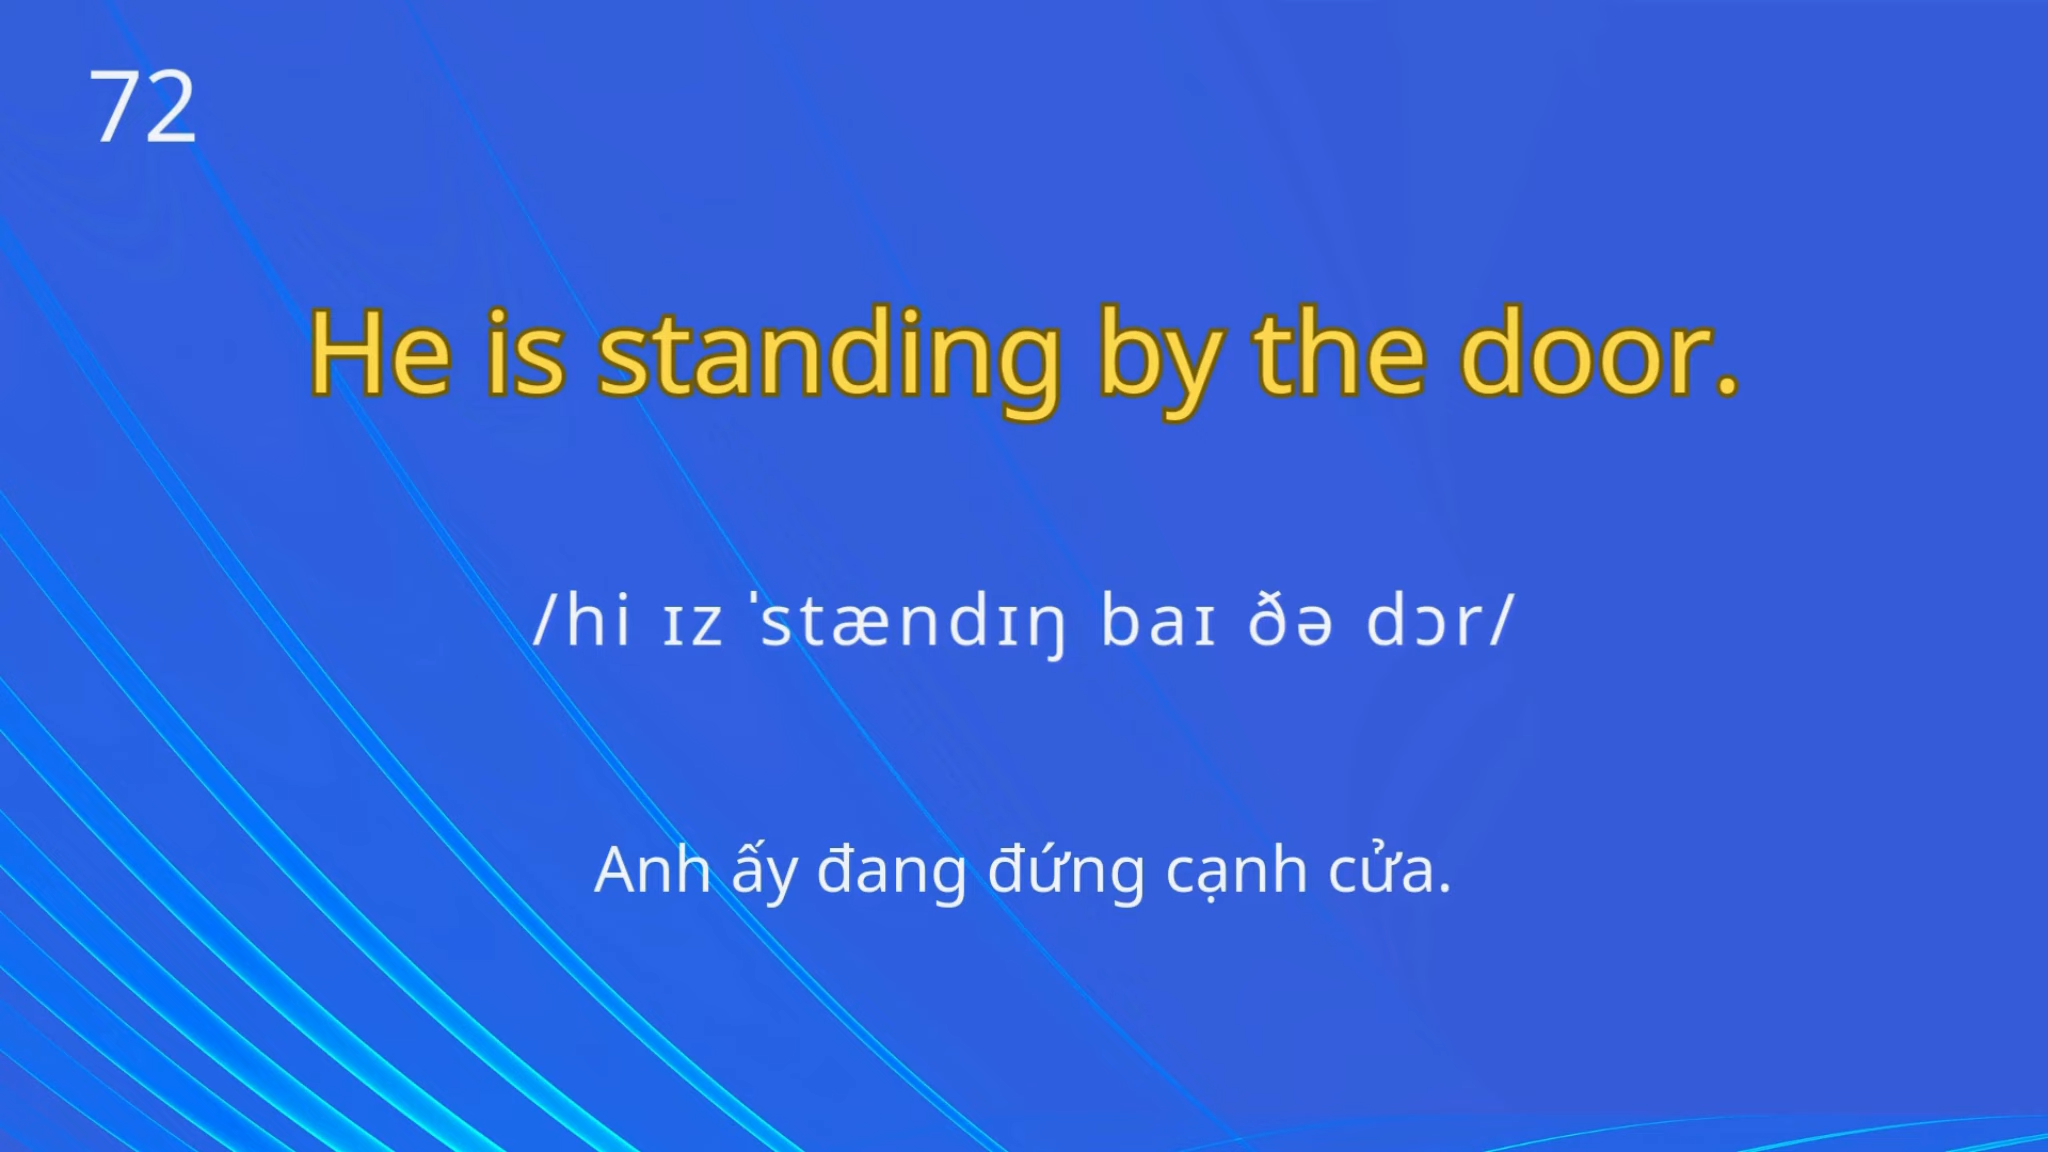 72
He is standing by the door.
/hi ɪz ˈstændɪŋ baɪ ðə dɔr/
Anh ấy đang đứng cạnh cửa.